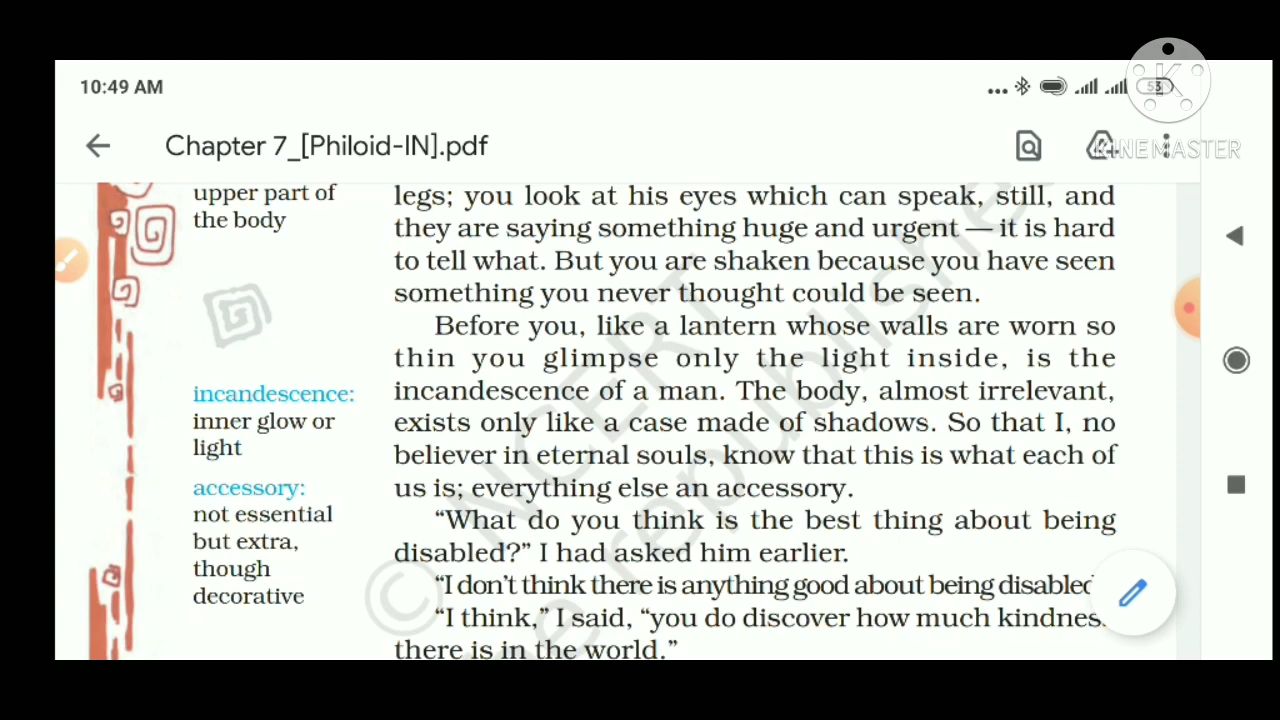 10:49 AM
53
Chapter 7_[Philoid-IN].pdf
KINEMASTER
upper part of
the body
incandescence:
inner glow or
light
accessory:
not essential
but extra,
though
decorative
legs; you look at his eyes which can speak, still, and
they are saying something huge and urgent — it is hard
to tell what. But you are shaken because you have seen
something you never thought could be seen.
Before you, like a lantern whose walls are worn so
thin you glimpse only the light inside, is the
incandescence of a man. The body, almost irrelevant,
exists only like a case made of shadows. So that I, no
believer in eternal souls, know that this is what each of
us is; everything else an accessory.
“What do you think is the best thing about being
disabled?” I had asked him earlier.
“I don’t think there is anything good about being disabled
“I think,” I said, “you do discover how much kindnes
there is in the world.”
© NCERT
be republished